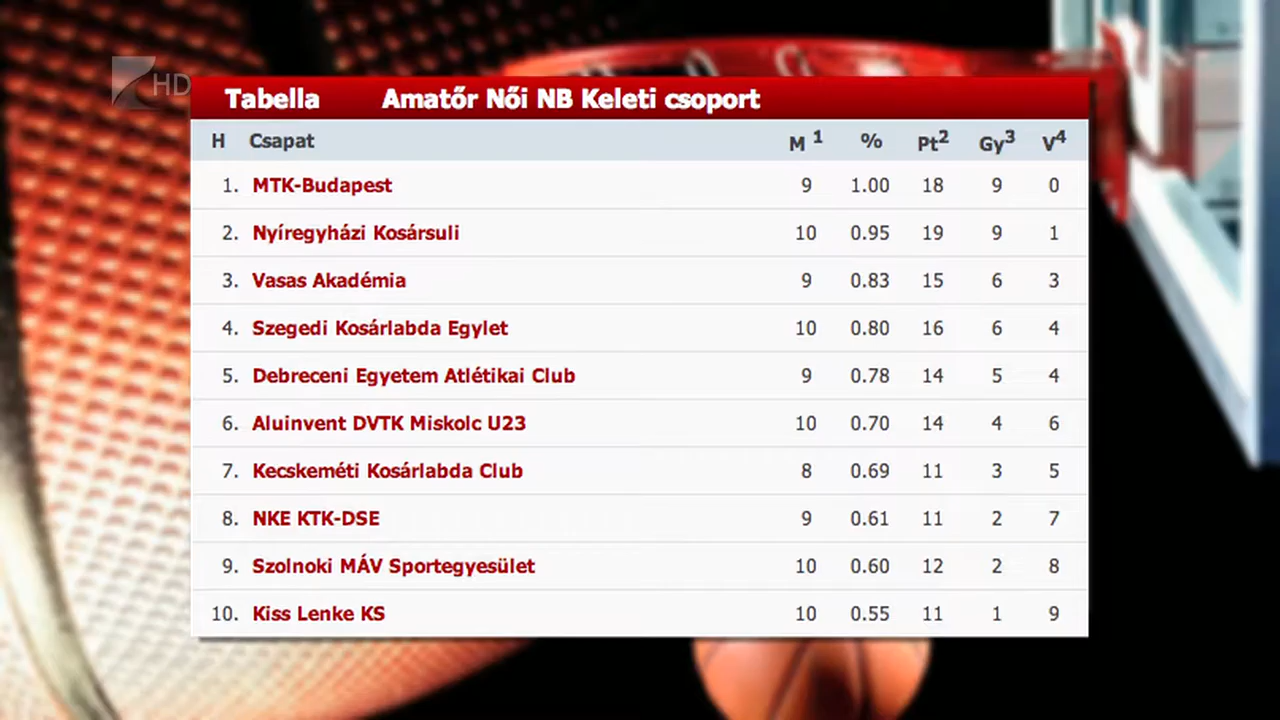 HD
Tabella Amatőr Női NB Keleti csoport
H Csapat M 1 % Pt2 Gy3 V4
1. MTK-Budapest 9 1.00 18 9 0
2. Nyíregyházi Kosársuli 10 0.95 19 9 1
3. Vasas Akadémia 9 0.83 15 6 3
4. Szegedi Kosárlabda Egylet 10 0.80 16 6 4
5. Debreceni Egyetem Atlétikai Club 9 0.78 14 5 4
6. Aluinvent DVTK Miskolc U23 10 0.70 14 4 6
7. Kecskeméti Kosárlabda Club 8 0.69 11 3 5
8. NKE KTK-DSE 9 0.61 11 2 7
9. Szolnoki MÁV Sportegyesület 10 0.60 12 2 8
10. Kiss Lenke KS 10 0.55 11 1 9